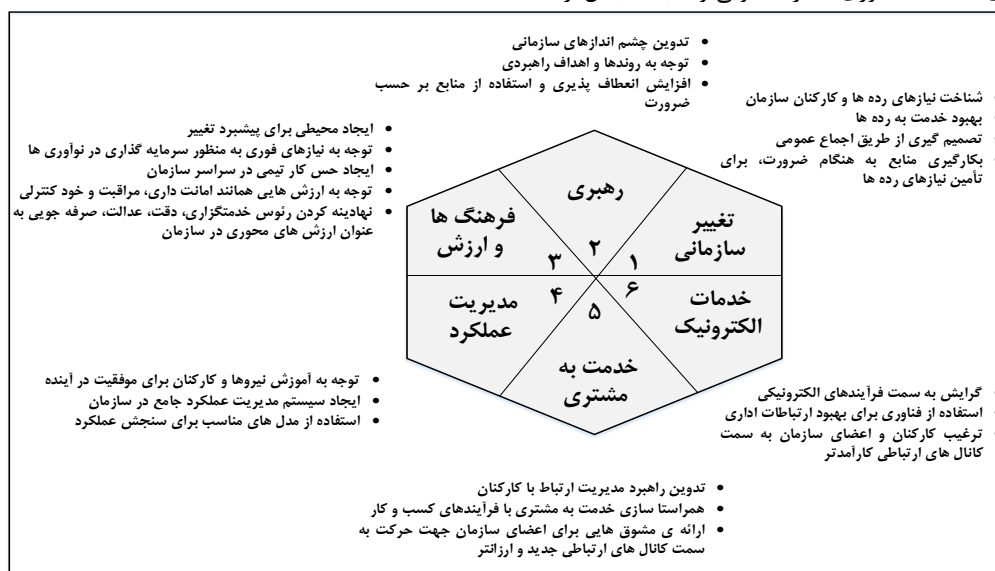 • تدوین چشم اندازهای سازمانی
• توجه به روندها و اهداف راهبردی
• افزایش انعطاف پذیری و استفاده از منابع بر حسب
ضرورت
• شناخت نیازهای رده ها و کارکنان سازمان
• بهبود خدمت به رده ها
• تصمیم گیری از طریق اجماع عمومی
• بکارگیری منابع به هنگام ضرورت، برای
تأمین نیازهای رده ها
• ایجاد محیطی برای پیشبرد تغییر
• توجه به نیازهای فوری به منظور سرمایه گذاری در نوآوری ها
• ایجاد حس کار تیمی در سراسر سازمان
• توجه به ارزش هایی همانند امانت داری، مراقبت و خود کنترلی
• نهادینه کردن رئوس خدمتگزاری، دقت، عدالت، صرفه جویی به
عنوان ارزش های محوری در سازمان
تغییر
سازمانی
۱
رهبری
۲
فرهنگ ها
و ارزش
۳
مدیریت
عملکرد
۴
خدمت به
مشتری
۵
خدمات
الکترونیک
۶
• توجه به آموزش نیروها و کارکنان برای موفقیت در آینده
• ایجاد سیستم مدیریت عملکرد جامع در سازمان
• استفاده از مدل های مناسب برای سنجش عملکرد
• گرایش به سمت فرآیندهای الکترونیکی
• استفاده از فناوری برای بهبود ارتباطات اداری
• ترغیب کارکنان و اعضای سازمان به سمت
کانال های ارتباطی کارآمدتر
• تدوین راهبرد مدیریت ارتباط با کارکنان
• همراستا سازی خدمت به مشتری با فرآیندهای کسب و کار
• ارائه ی مشوق هایی برای اعضای سازمان جهت حرکت به
سمت کانال های ارتباطی جدید و ارزانتر